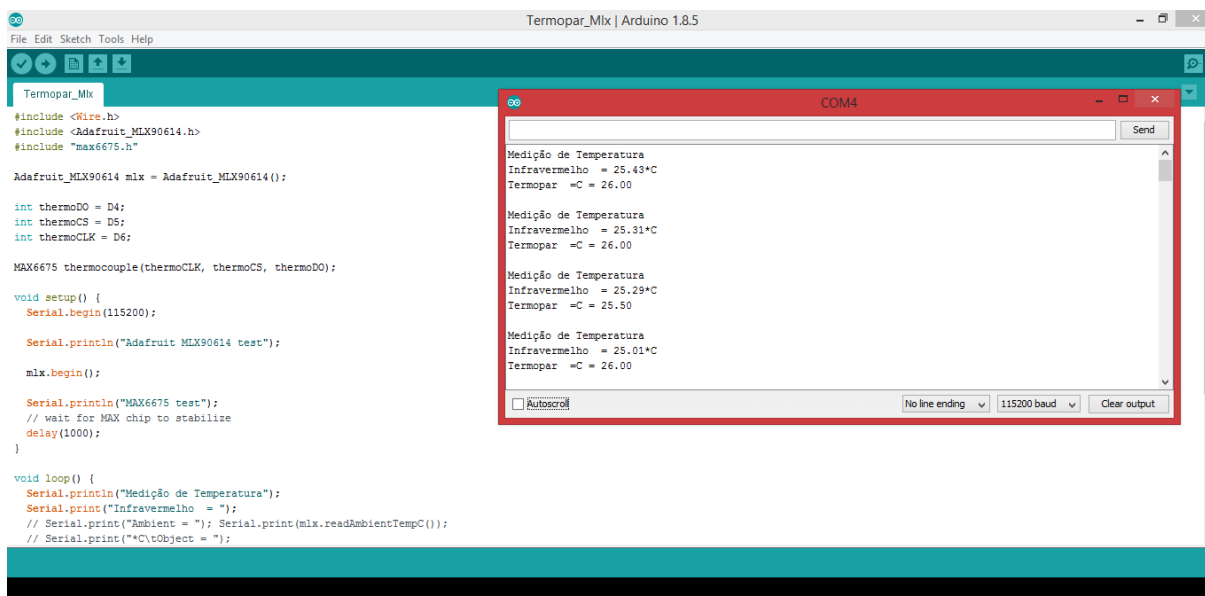 Termopar_Mlx | Arduino 1.8.5
File Edit Sketch Tools Help
Termopar_Mlx
#include <Wire.h>
#include <Adafruit_MLX90614.h>
#include "max6675.h"
Adafruit_MLX90614 mlx = Adafruit_MLX90614();
int thermoDO = D4;
int thermoCS = D5;
int thermoCLK = D6;
MAX6675 thermocouple(thermoCLK, thermoCS, thermoDO);
void setup() {
Serial.begin(115200);
Serial.println("Adafruit MLX90614 test");
mlx.begin();
Serial.println("MAX6675 test");
// wait for MAX chip to stabilize
delay(1000);
}
void loop() {
Serial.println("Medição de Temperatura");
Serial.print("Infravermelho  = ");
// Serial.print("Ambient = "); Serial.print(mlx.readAmbientTempC());
// Serial.print("*C\tObject = ");
COM4
Send
Medição de Temperatura
Infravermelho  = 25.43*C
Termopar  =C = 26.00
Medição de Temperatura
Infravermelho  = 25.31*C
Termopar  =C = 26.00
Medição de Temperatura
Infravermelho  = 25.29*C
Termopar  =C = 25.50
Medição de Temperatura
Infravermelho  = 25.01*C
Termopar  =C = 26.00
Autoscroll
No line ending
115200 baud
Clear output